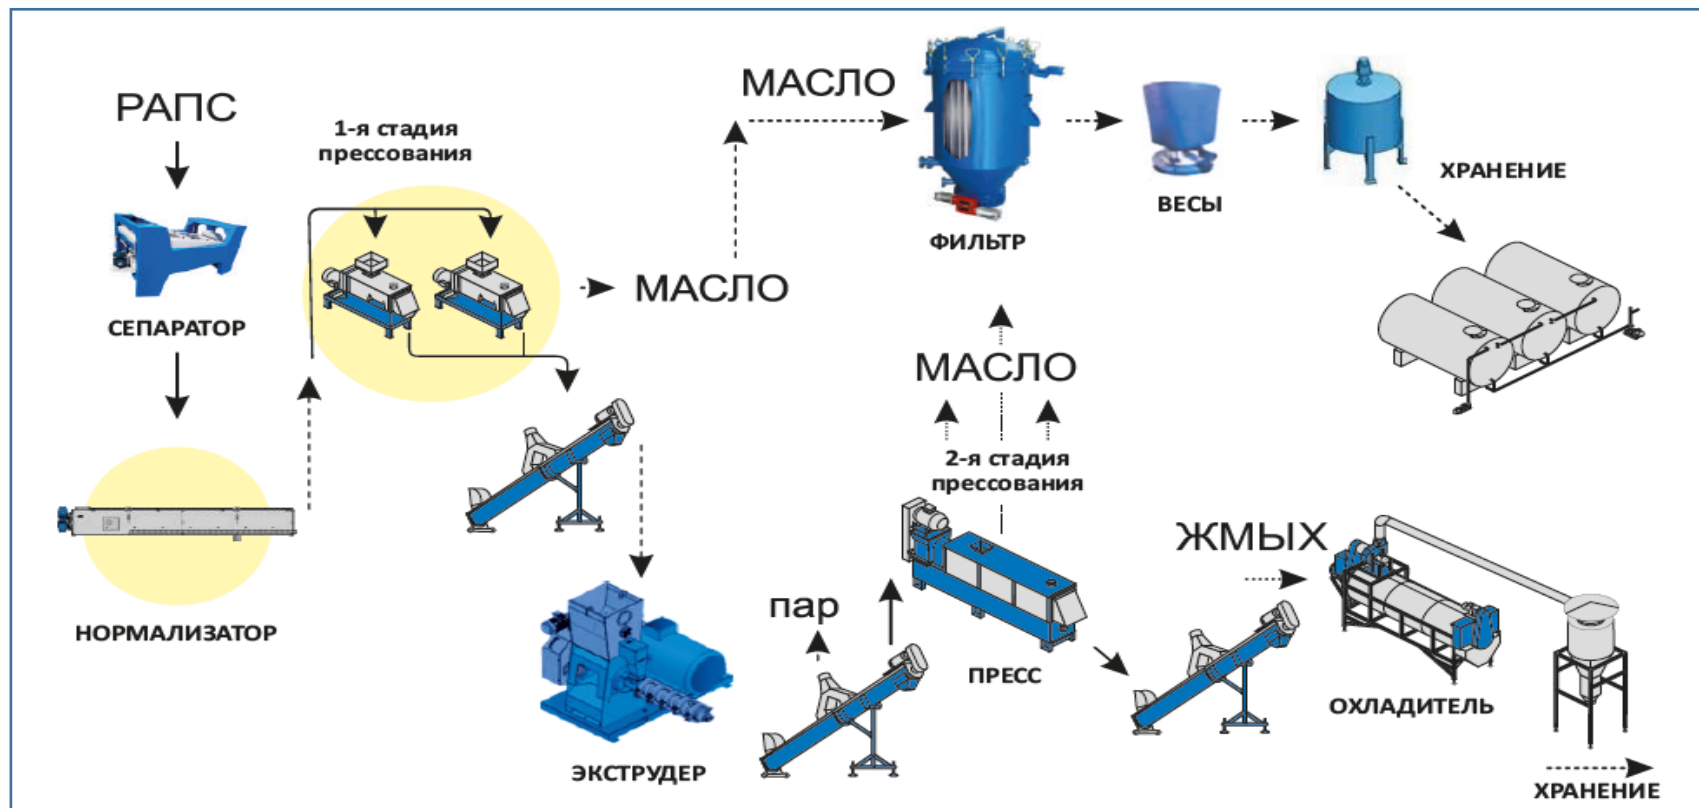 РАПС
СЕПАРАТОР
НОРМАЛИЗАТОР
1-я стадия
прессования
МАСЛО
МАСЛО
ФИЛЬТР
ВЕСЫ
ХРАНЕНИЕ
ЭКСТРУДЕР
пар
МАСЛО
2-я стадия
прессования
ПРЕСС
ЖМЫХ
ОХЛАДИТЕЛЬ
ХРАНЕНИЕ